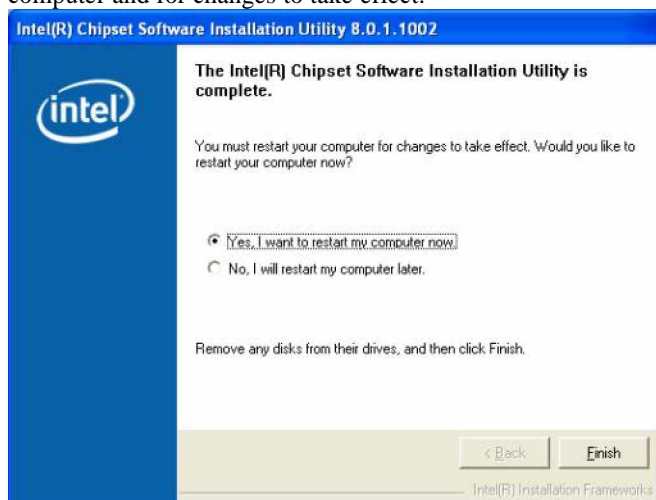 computer and for changes to take effect.
Intel(R) Chipset Software Installation Utility 8.0.1.1002
intel
The Intel(R) Chipset Software Installation Utility is
complete.
You must restart your computer for changes to take effect. Would you like to
restart your computer now?
Yes, I want to restart my computer now.
No, I will restart my computer later.
Remove any disks from their drives, and then click Finish.
< Back
Finish
Intel(R) Installation Frameworks